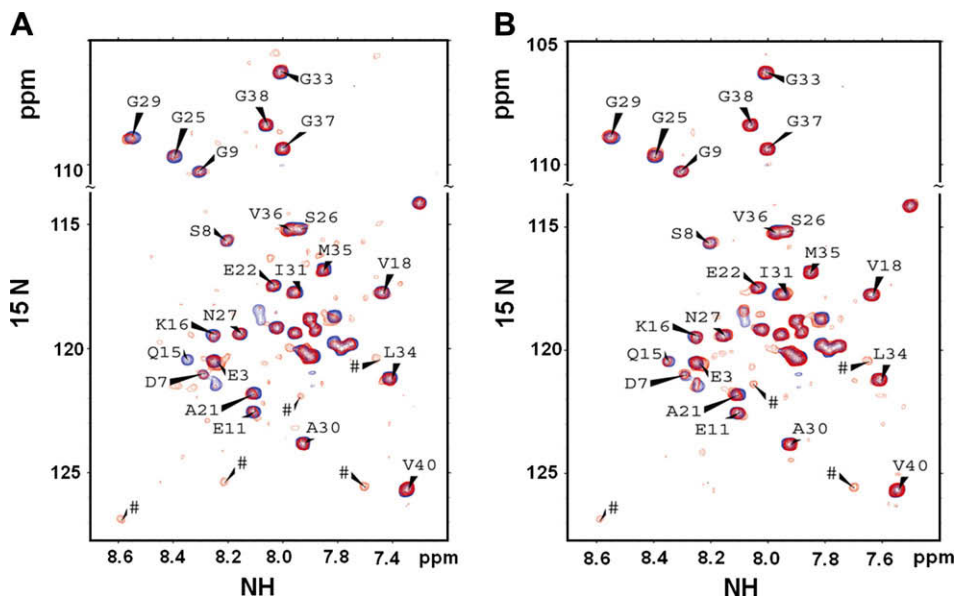 A
ppm
15 N
110
115
120
125
G33
G38
G29
G25
G37
G9
V36
S26
S8
M35
E22
I31
V18
K16
N27
Q15
#
L34
D7
E3
#
A21
E11
A30
#
#
V40
#
8.6
8.4
8.2
8.0
7.8
7.6
ppm
NH
B
ppm
15 N
105
110
115
120
125
G33
G38
G29
G25
G37
G9
V36
S26
S8
M35
E22
I31
V18
K16
N27
Q15
#
L34
D7
E3
#
A21
E11
A30
#
V40
#
8.6
8.4
8.2
8.0
7.8
7.6
ppm
NH